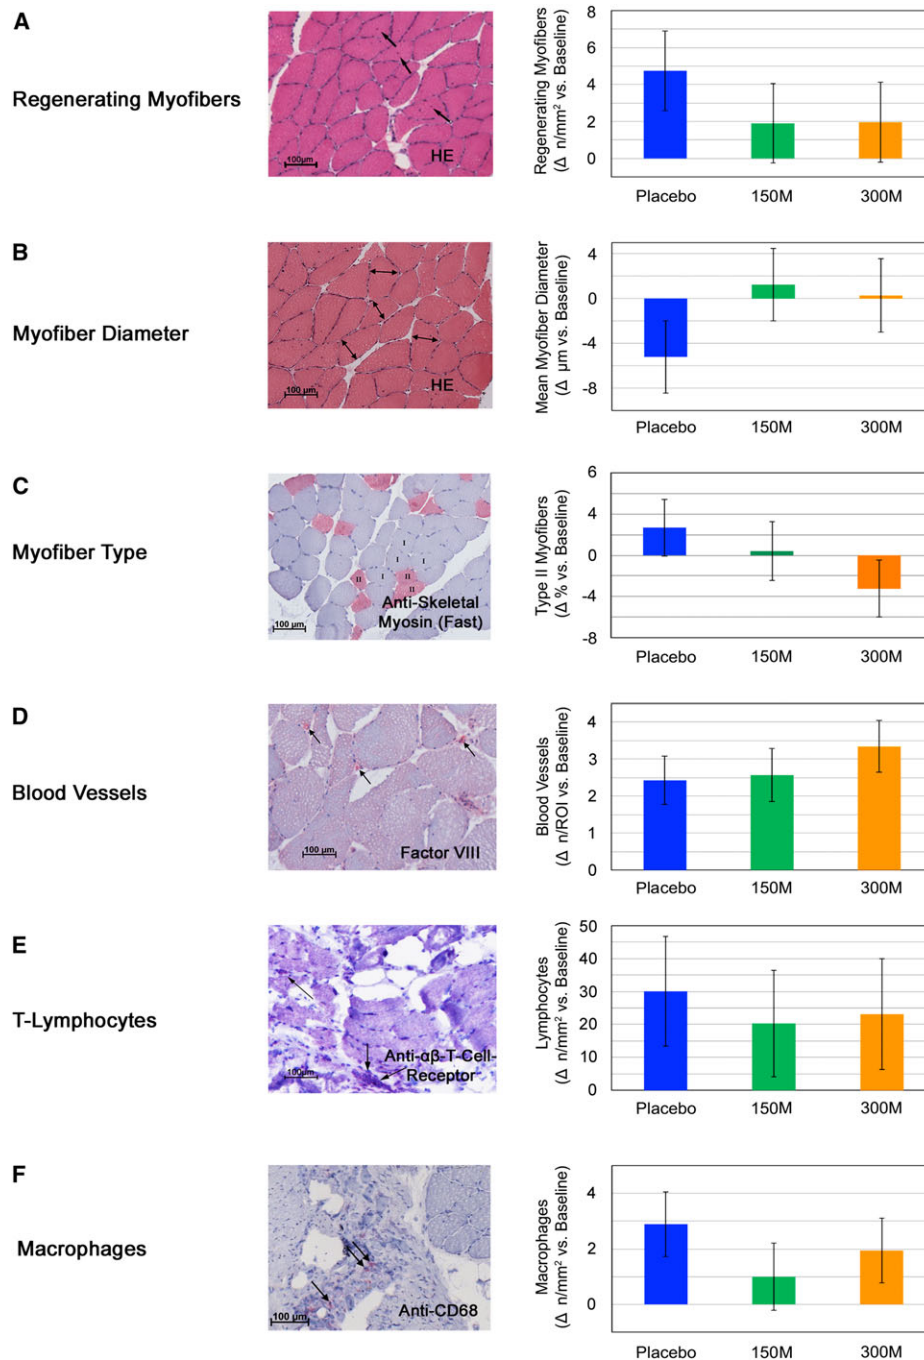 A
Regenerating Myofibers
100µm
HE
Regenerating Myofibers
(Δ n/mm² vs. Baseline)
8
6
4
2
0
Placebo
150M
300M
B
Myofiber Diameter
100 µm
HE
Mean Myofiber Diameter
(Δ µm vs. Baseline)
4
0
-4
-8
Placebo
150M
300M
C
Myofiber Type
I
I
I
I
I
II
II
II
Anti-Skeletal
Myosin (Fast)
100 µm
Type II Myofibers
(Δ % vs. Baseline)
6
4
0
-4
-8
Placebo
150M
300M
D
Blood Vessels
100 µm
Factor VIII
Blood Vessels
(Δ n/ROI vs. Baseline)
4
3
2
1
0
Placebo
150M
300M
E
T-Lymphocytes
100µm
Anti-αβ-T-Cell-
Receptor
Lymphocytes
(Δ n/mm² vs. Baseline)
50
40
30
20
10
0
Placebo
150M
300M
F
Macrophages
100 µm
Anti-CD68
Macrophages
(Δ n/mm² vs. Baseline)
4
2
0
Placebo
150M
300M